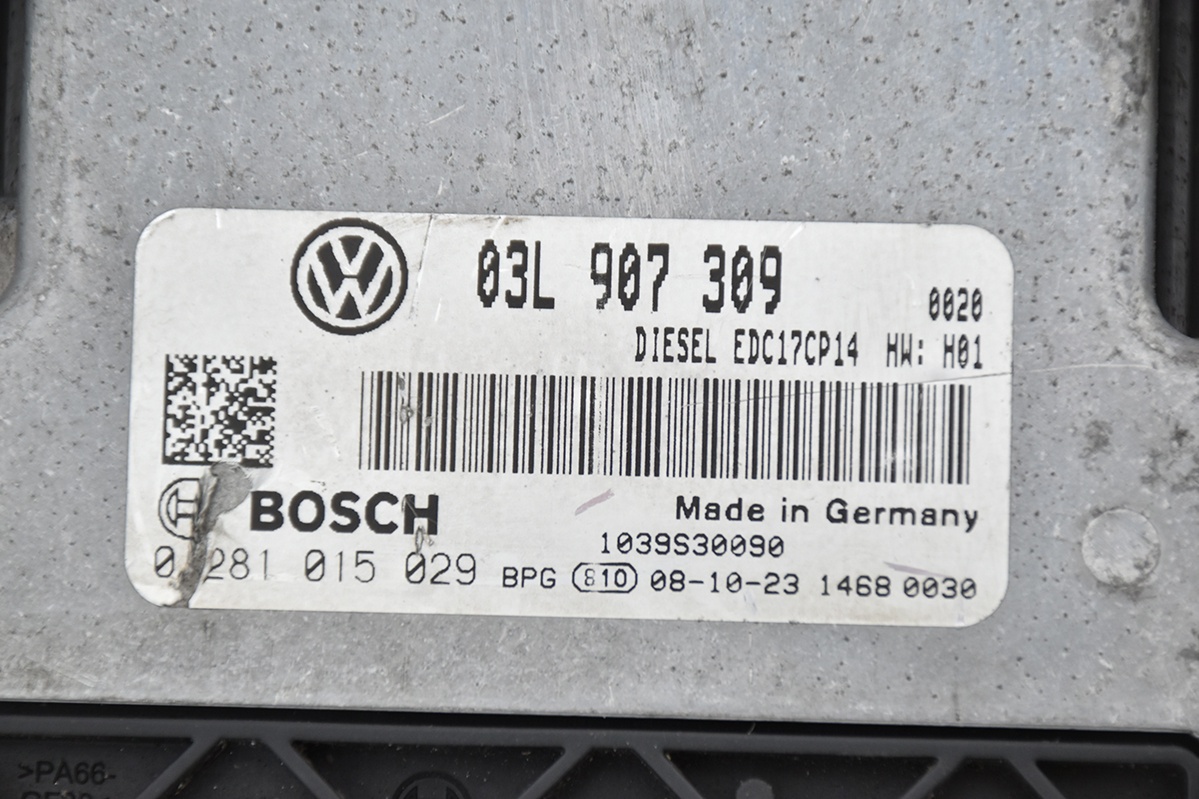 03L 907 309
0020
DIESEL EDC17CP14 HW: H01
BOSCH
Made in Germany
1039S30090
0 281 015 029 BPG 810 08-10-23 1468 0030
>PA66-